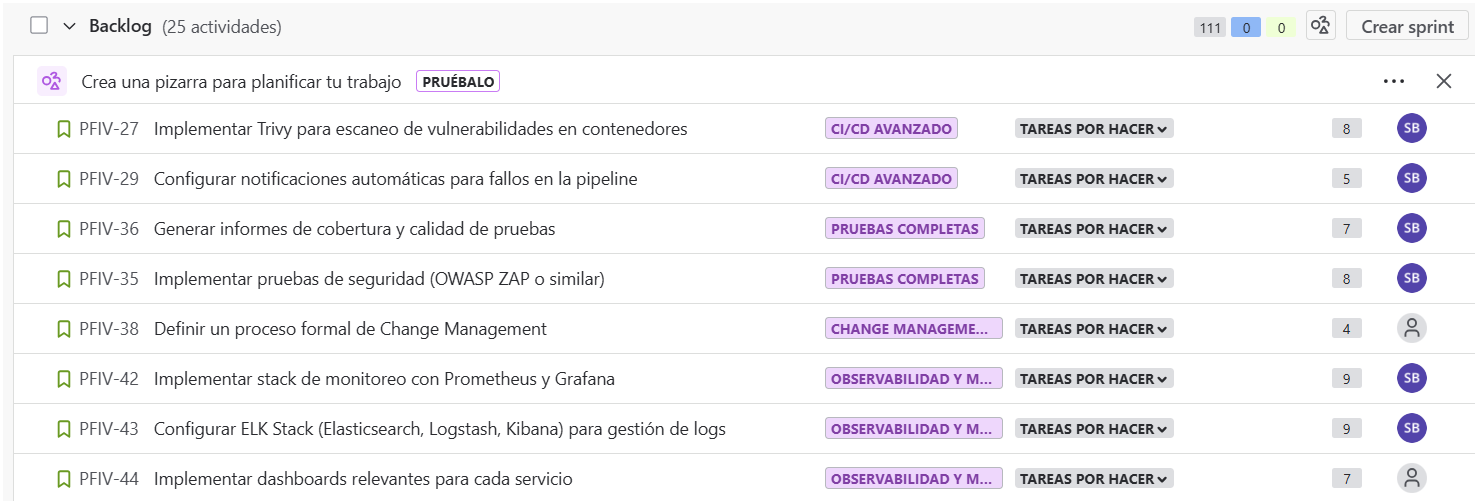 Backlog (25 actividades) 111 0 0 Crear sprint
Crea una pizarra para planificar tu trabajo PRUÉBALO
PFIV-27 Implementar Trivy para escaneo de vulnerabilidades en contenedores CI/CD AVANZADO TAREAS POR HACER 8 SB
PFIV-29 Configurar notificaciones automáticas para fallos en la pipeline CI/CD AVANZADO TAREAS POR HACER 5 SB
PFIV-36 Generar informes de cobertura y calidad de pruebas PRUEBAS COMPLETAS TAREAS POR HACER 7 SB
PFIV-35 Implementar pruebas de seguridad (OWASP ZAP o similar) PRUEBAS COMPLETAS TAREAS POR HACER 8 SB
PFIV-38 Definir un proceso formal de Change Management CHANGE MANAGEME... TAREAS POR HACER 4
PFIV-42 Implementar stack de monitoreo con Prometheus y Grafana OBSERVABILIDAD Y M... TAREAS POR HACER 9 SB
PFIV-43 Configurar ELK Stack (Elasticsearch, Logstash, Kibana) para gestión de logs OBSERVABILIDAD Y M... TAREAS POR HACER 9 SB
PFIV-44 Implementar dashboards relevantes para cada servicio OBSERVABILIDAD Y M... TAREAS POR HACER 7